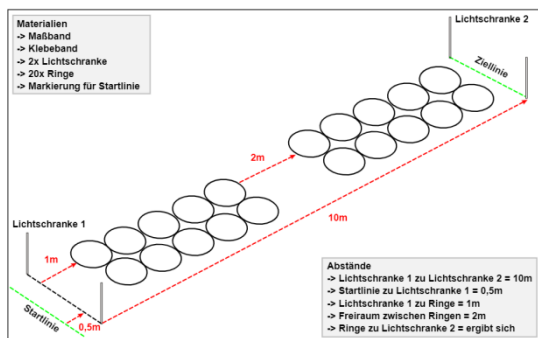 Materialien
-> Maßband
-> Klebeband
-> 2x Lichtschranke
-> 20x Ringe
-> Markierung für Startlinie
Lichtschranke 2
Ziellinie
2m
10m
Lichtschranke 1
1m
Startlinie
0,5m
Abstände
-> Lichtschranke 1 zu Lichtschranke 2 = 10m
-> Startlinie zu Lichtschranke 1 = 0,5m
-> Lichtschranke 1 zu Ringe = 1m
-> Freiraum zwischen Ringen = 2m
-> Ringe zu Lichtschranke 2 = ergibt sich